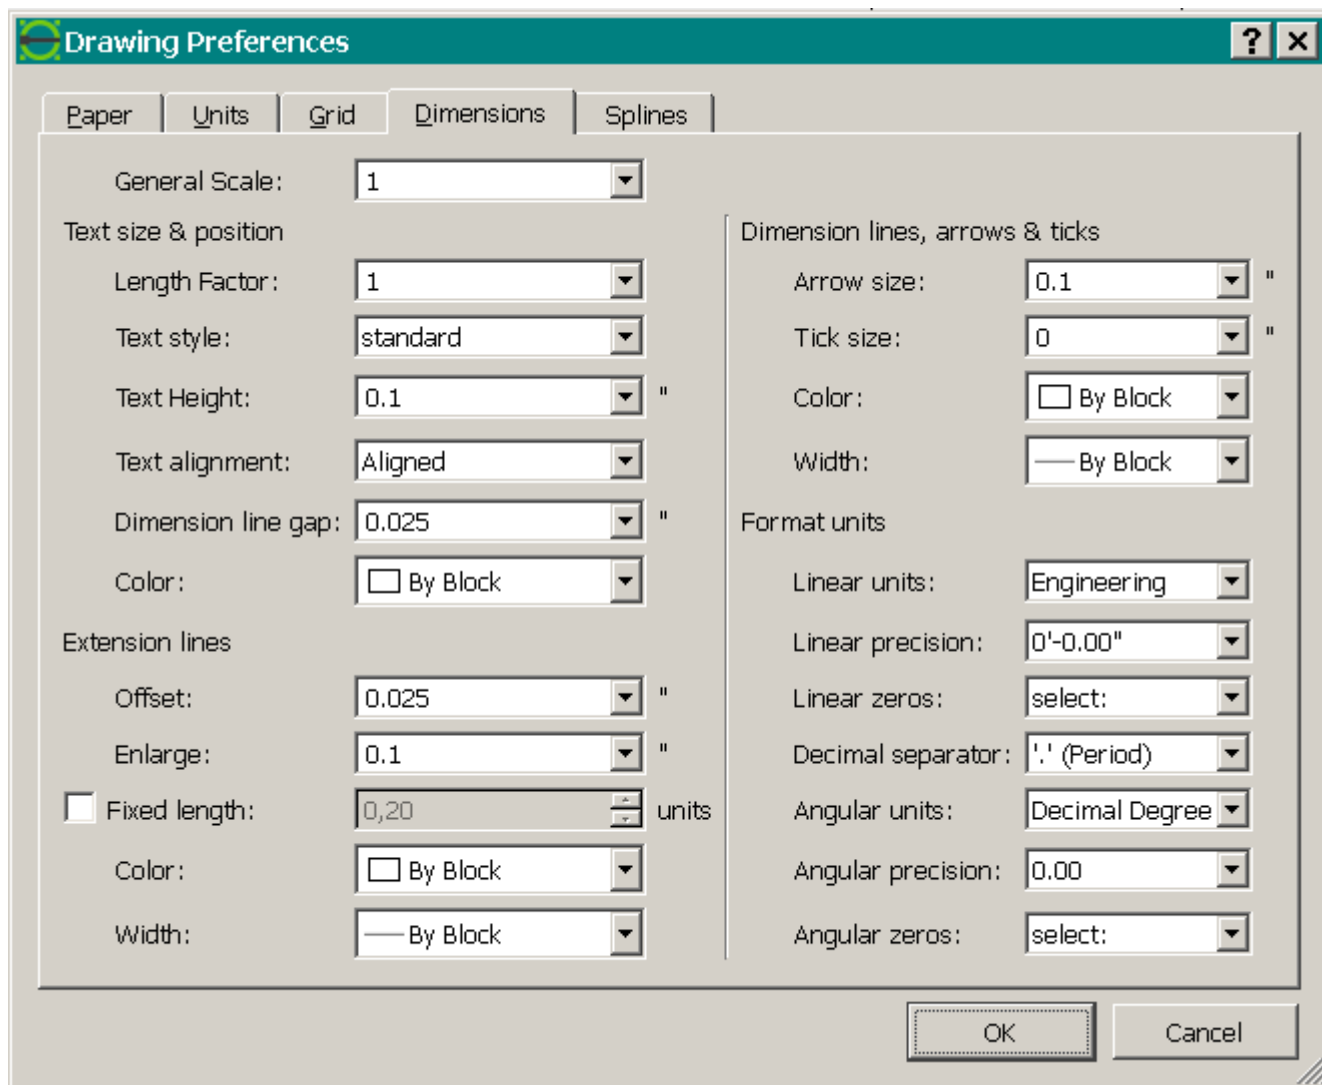 Drawing Preferences
Paper Units Grid Dimensions Splines
General Scale: 1
Text size & position
Length Factor: 1
Text style: standard
Text Height: 0.1 "
Text alignment: Aligned
Dimension line gap: 0.025 "
Color: By Block
Extension lines
Offset: 0.025 "
Enlarge: 0.1 "
Fixed length: 0,20 units
Color: By Block
Width: By Block
Dimension lines, arrows & ticks
Arrow size: 0.1 "
Tick size: 0 "
Color: By Block
Width: By Block
Format units
Linear units: Engineering
Linear precision: 0'-0.00"
Linear zeros: select:
Decimal separator: '.' (Period)
Angular units: Decimal Degree
Angular precision: 0.00
Angular zeros: select:
OK Cancel